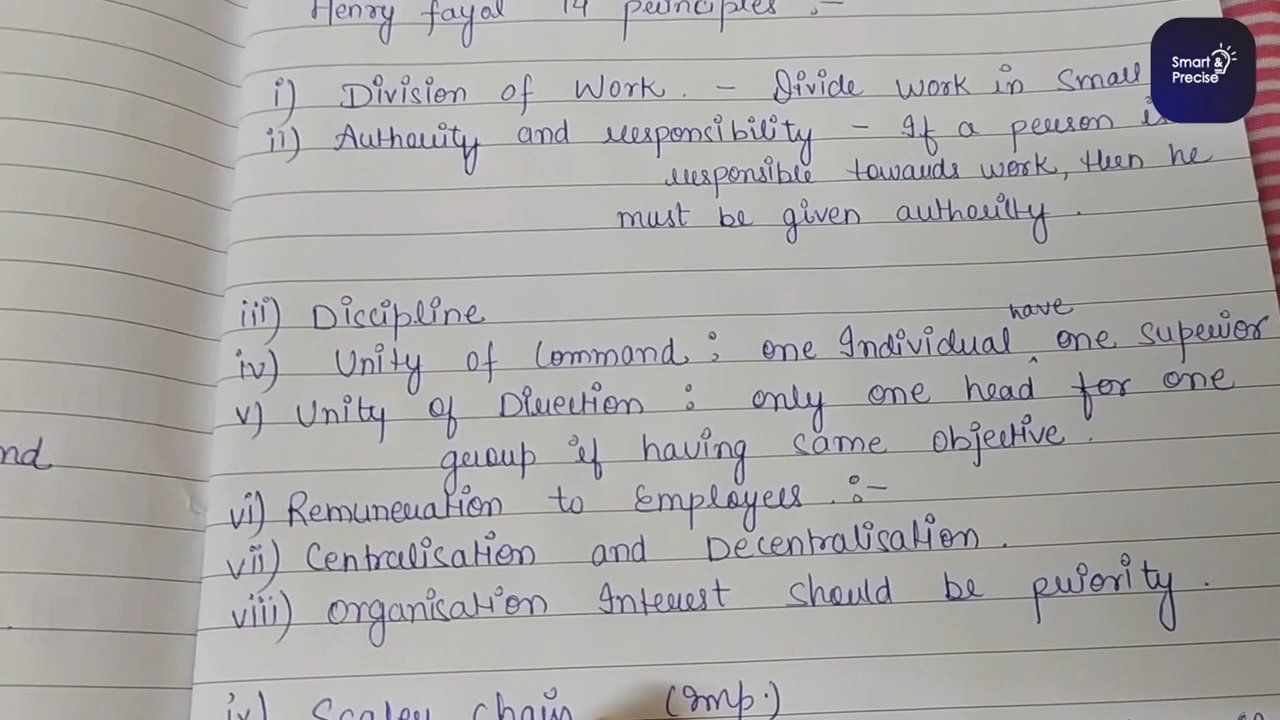 Henry fayol 14 principles :-
Smart &
Precise
i) Division of Work. - Divide work in Small
ii) Authority and responsibility - If a person is
responsible towards work, then he
must be given authority.
iii) Discipline
have
iv) Unity of Command : one Individual ^ one superior
v) Unity of Direction : only one head for one
group if having same objective.
vi) Remuneration to Employees :-
vii) Centralisation and Decentralisation.
nd
viii) Organisation Interest should be priority.
ix) Scaler chain (Imp.)